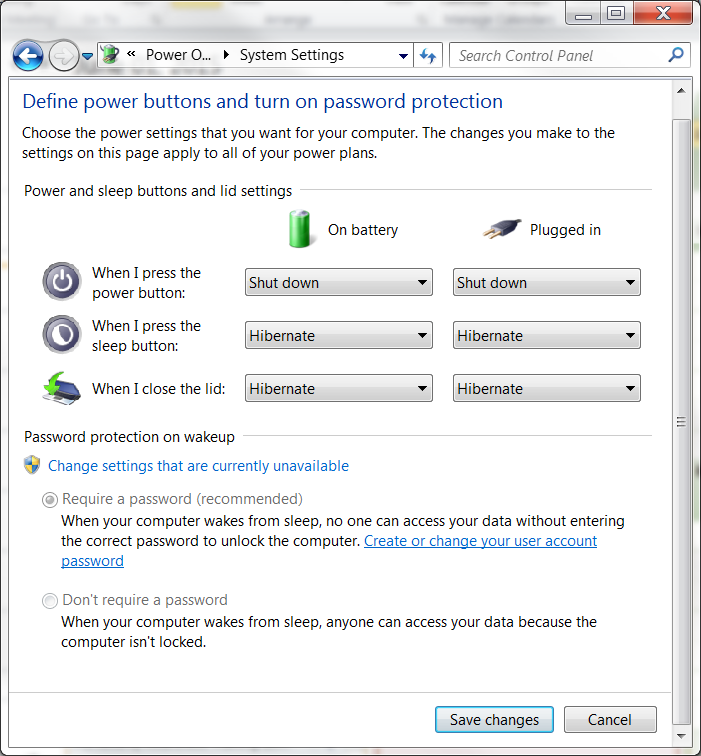 « Power O... System Settings
Search Control Panel
Define power buttons and turn on password protection
Choose the power settings that you want for your computer. The changes you make to the
settings on this page apply to all of your power plans.
Power and sleep buttons and lid settings
On battery
Plugged in
When I press the
power button:
Shut down
Shut down
When I press the
sleep button:
Hibernate
Hibernate
When I close the lid:
Hibernate
Hibernate
Password protection on wakeup
Change settings that are currently unavailable
Require a password (recommended)
When your computer wakes from sleep, no one can access your data without entering
the correct password to unlock the computer. Create or change your user account
password
Don't require a password
When your computer wakes from sleep, anyone can access your data because the
computer isn't locked.
Save changes
Cancel